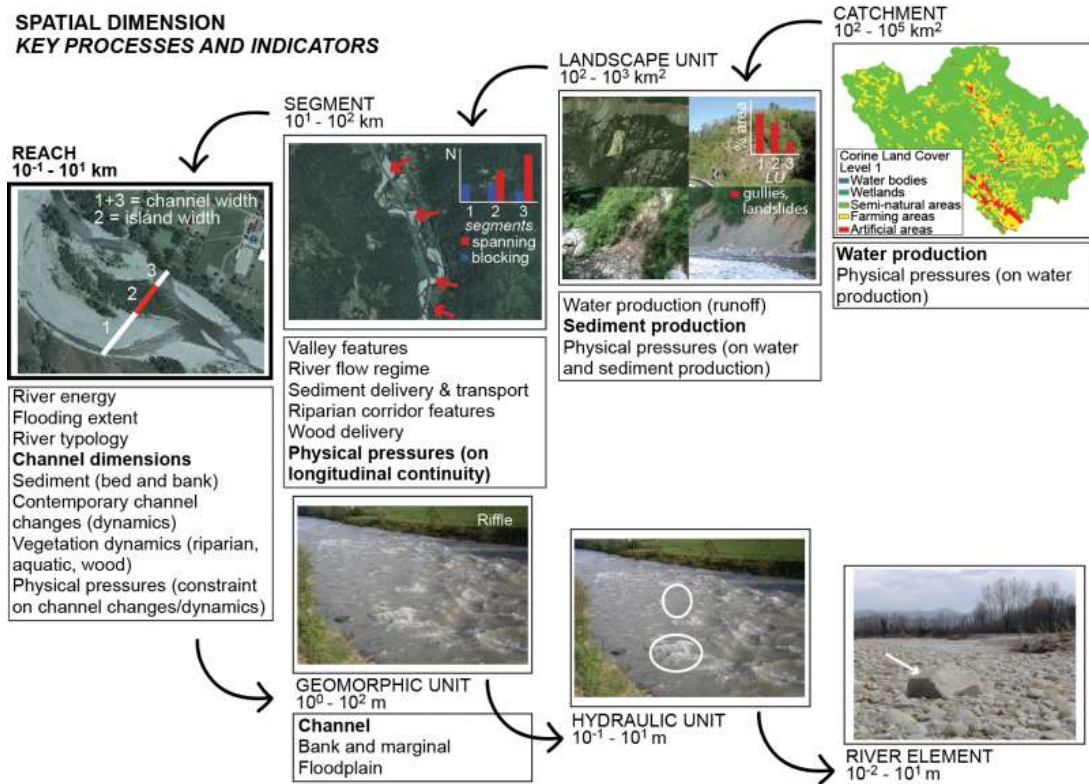 SPATIAL DIMENSION
KEY PROCESSES AND INDICATORS
CATCHMENT
10² - 10⁵ km²
Corine Land Cover
Level 1
Water bodies
Wetlands
Semi-natural areas
Farming areas
Artificial areas
Water production
Physical pressures (on water
production)
LANDSCAPE UNIT
10² - 10³ km²
% area
1 2 3
LU
gullies,
landslides
Water production (runoff)
Sediment production
Physical pressures (on water
and sediment production)
SEGMENT
10¹ - 10² km
N
1 2 3
segments
spanning
blocking
Valley features
River flow regime
Sediment delivery & transport
Riparian corridor features
Wood delivery
Physical pressures (on
longitudinal continuity)
REACH
10⁻¹ - 10¹ km
1+3 = channel width
2 = island width
3
2
1
River energy
Flooding extent
River typology
Channel dimensions
Sediment (bed and bank)
Contemporary channel
changes (dynamics)
Vegetation dynamics (riparian,
aquatic, wood)
Physical pressures (constraint
on channel changes/dynamics)
Riffle
GEOMORPHIC UNIT
10⁰ - 10² m
Channel
Bank and marginal
Floodplain
HYDRAULIC UNIT
10⁻¹ - 10¹ m
RIVER ELEMENT
10⁻² - 10¹ m